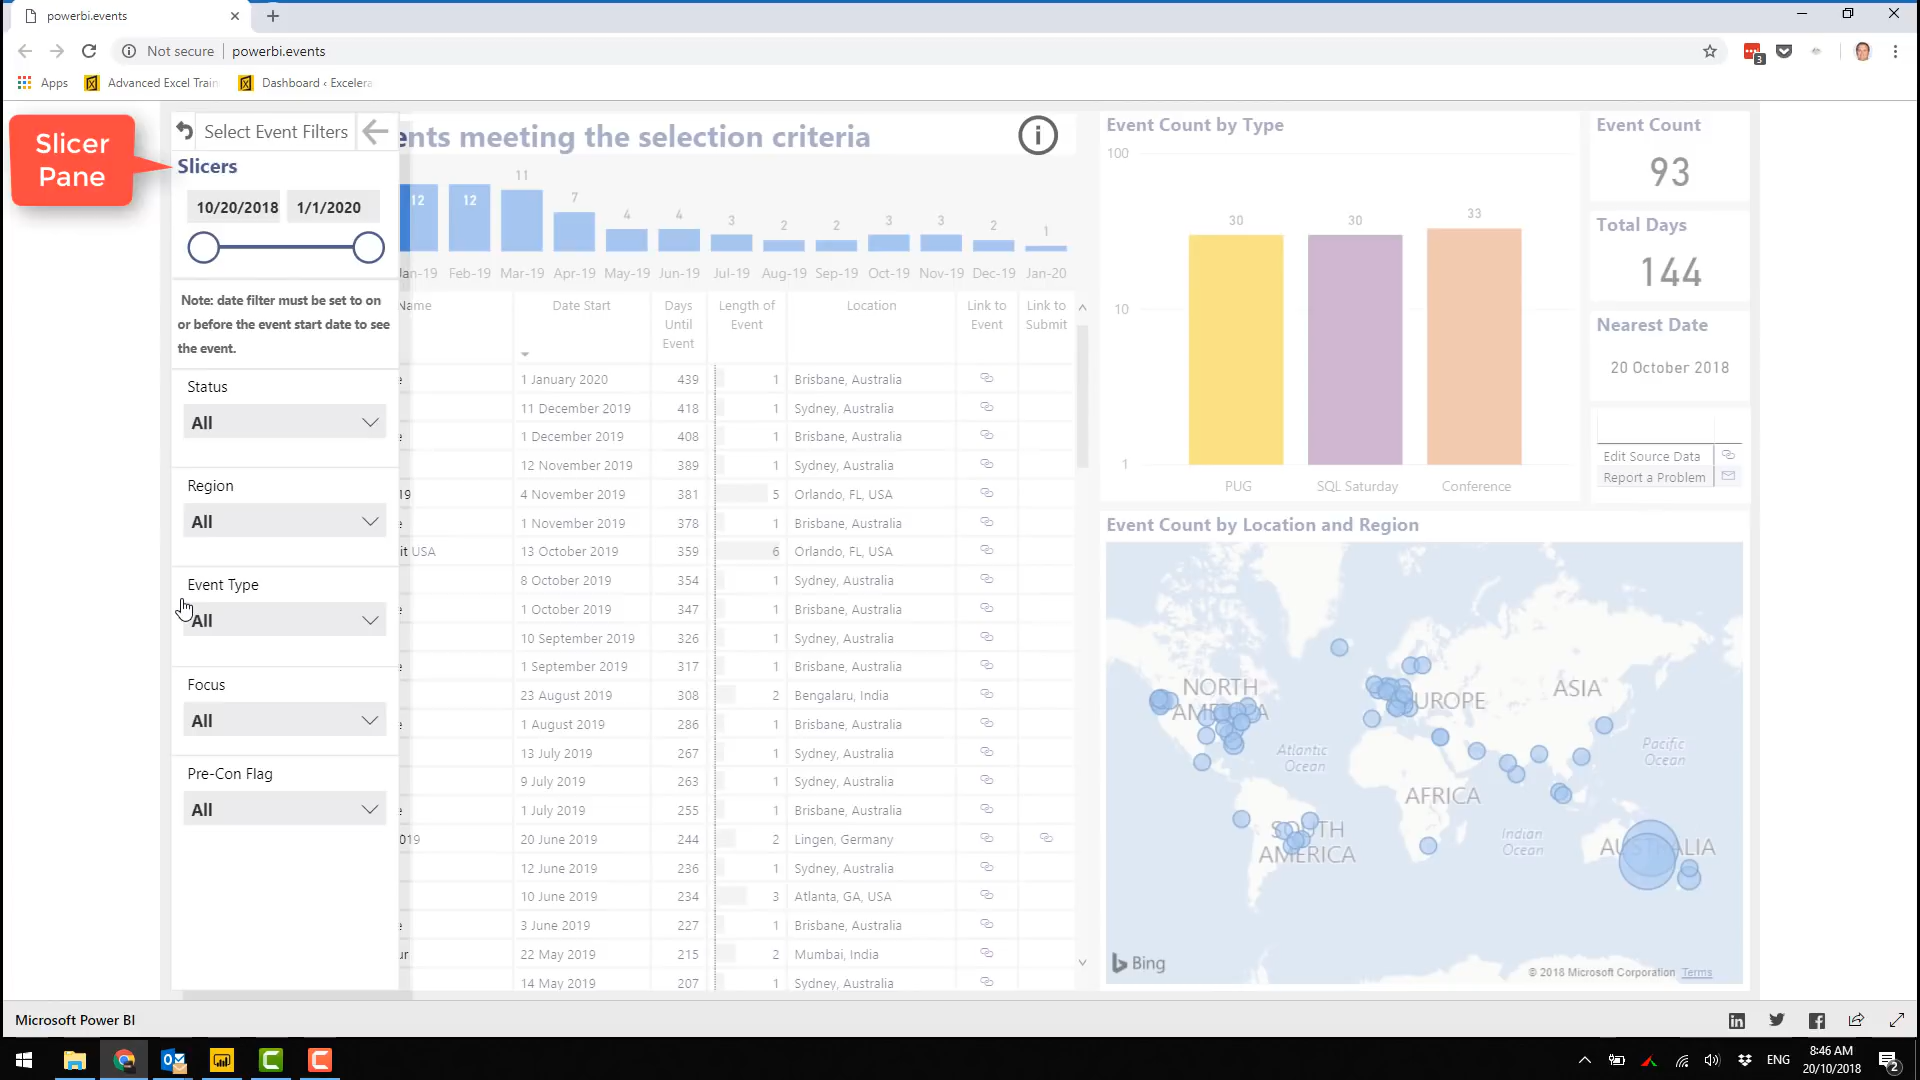 powerbi.events
Not secure
powerbi.events
3
Apps
Advanced Excel Train
Dashboard ‹ Excelera
Slicer
Pane
Select Event Filters
Slicers
10/20/2018
1/1/2020
Note: date filter must be set to on
or before the event start date to see
the event.
Status
All
Region
All
Event Type
All
Focus
All
Pre-Con Flag
All
ents meeting the selection criteria
12
12
11
7
4
4
3
2
2
3
3
2
1
an-19
Feb-19
Mar-19
Apr-19
May-19
Jun-19
Jul-19
Aug-19
Sep-19
Oct-19
Nov-19
Dec-19
Jan-20
Name
Date Start
Days Until Event
Length of Event
Location
Link to Event
Link to Submit
e 1 January 2020 439 1 Brisbane, Australia
11 December 2019 418 1 Sydney, Australia
e 1 December 2019 408 1 Brisbane, Australia
12 November 2019 389 1 Sydney, Australia
19 4 November 2019 381 5 Orlando, FL, USA
e 1 November 2019 378 1 Brisbane, Australia
it USA 13 October 2019 359 6 Orlando, FL, USA
8 October 2019 354 1 Sydney, Australia
e 1 October 2019 347 1 Brisbane, Australia
10 September 2019 326 1 Sydney, Australia
e 1 September 2019 317 1 Brisbane, Australia
23 August 2019 308 2 Bengalaru, India
e 1 August 2019 286 1 Brisbane, Australia
13 July 2019 267 1 Sydney, Australia
9 July 2019 263 1 Sydney, Australia
e 1 July 2019 255 1 Brisbane, Australia
019 20 June 2019 244 2 Lingen, Germany
12 June 2019 236 1 Sydney, Australia
10 June 2019 234 3 Atlanta, GA, USA
e 3 June 2019 227 1 Brisbane, Australia
ur 22 May 2019 215 2 Mumbai, India
14 May 2019 207 1 Sydney, Australia
Event Count by Type
100
10
1
30
30
33
PUG
SQL Saturday
Conference
Event Count
93
Total Days
144
Nearest Date
20 October 2018
Edit Source Data
Report a Problem
Event Count by Location and Region
NORTH
AMERICA
EUROPE
ASIA
Atlantic
Ocean
Pacific
Ocean
AFRICA
SOUTH
AMERICA
Indian
Ocean
AUSTRALIA
Bing
© 2018 Microsoft Corporation Terms
Microsoft Power BI
ENG
8:46 AM
20/10/2018
2